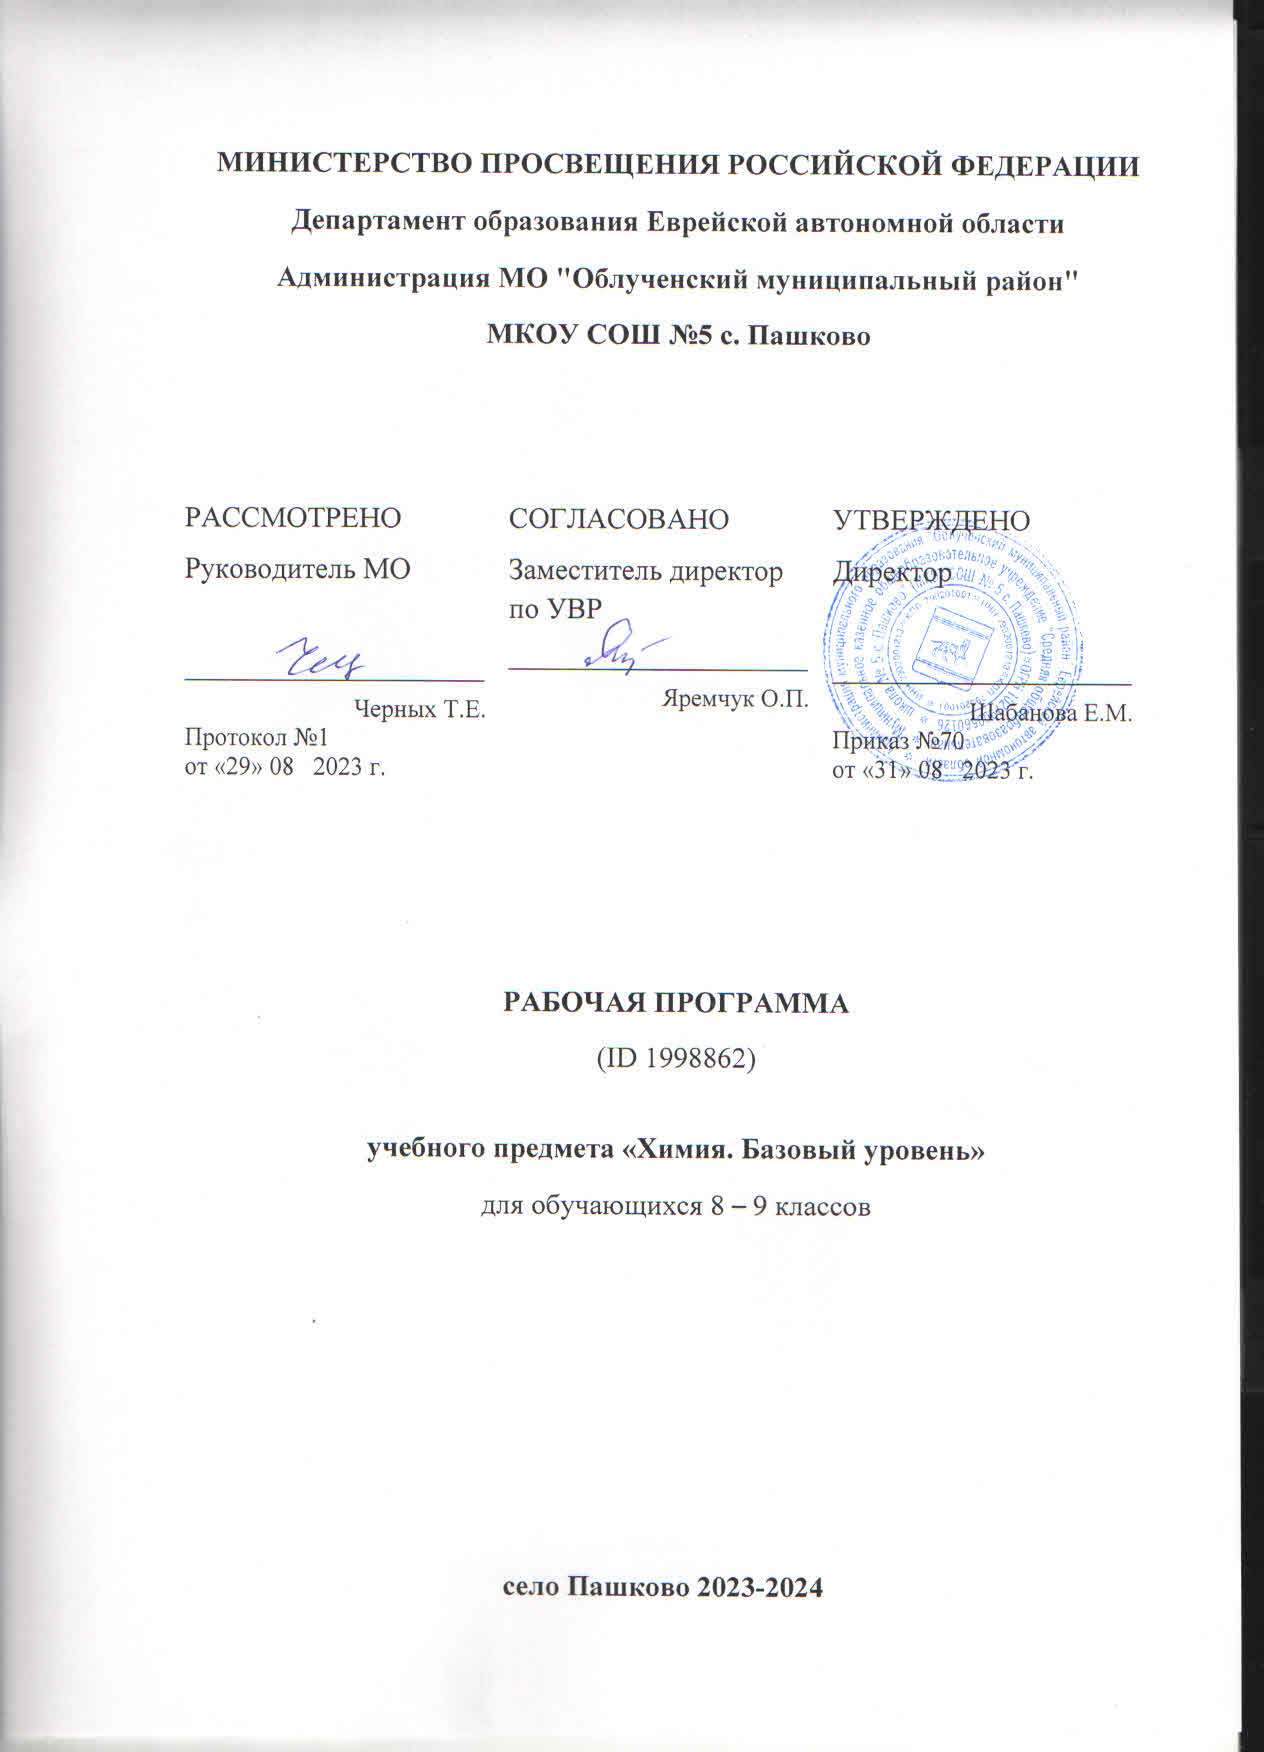 МИНИСТЕРСТВО ПРОСВЕЩЕНИЯ РОССИЙСКОЙ ФЕДЕРАЦИИ
Департамент образования Еврейской автономной области
Администрация МО "Облученский муниципальный район"
МКОУ СОШ №5 с. Пашково
РАССМОТРЕНО
Руководитель МО
Черных Т.Е.
Протокол №1
от «29» 08 2023 г.
СОГЛАСОВАНО
Заместитель директор
по УВР
Яремчук О.П.
УТВЕРЖДЕНО
Директор
Шабанова Е.М.
Приказ №70
от «31» 08 2023 г.
РАБОЧАЯ ПРОГРАММА
(ID 1998862)
учебного предмета «Химия. Базовый уровень»
для обучающихся 8 – 9 классов
село Пашково 2023-2024